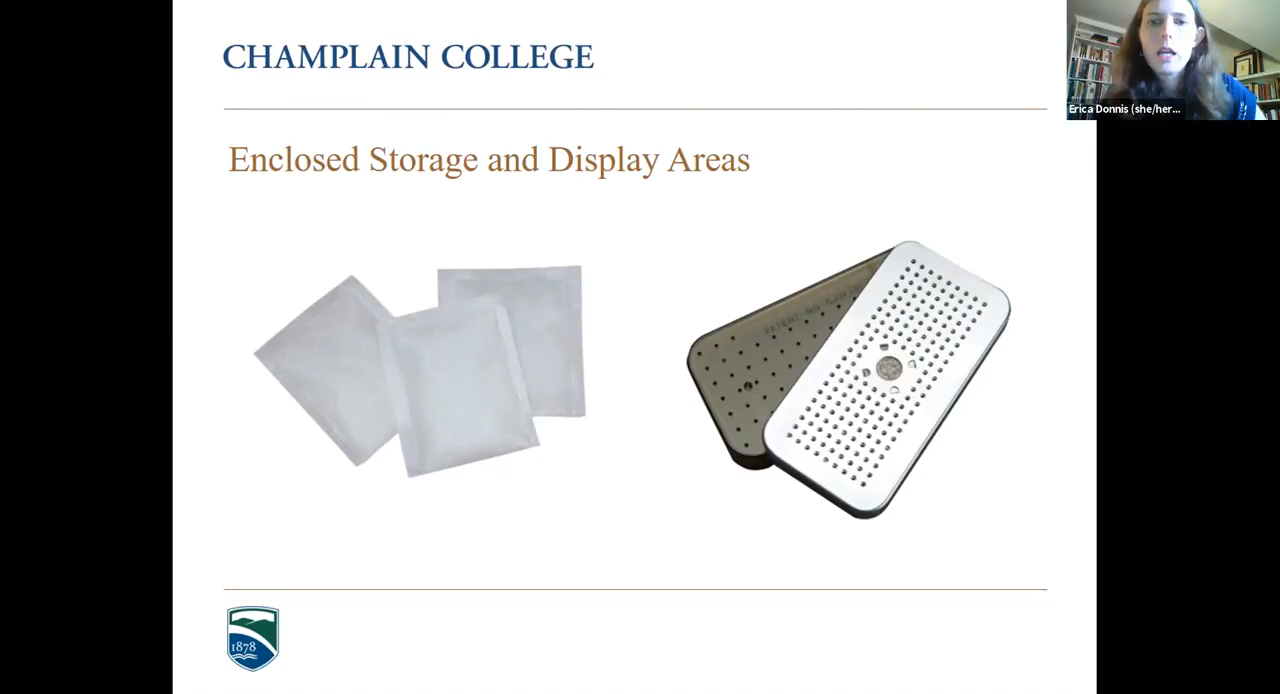 CHAMPLAIN COLLEGE
Erica Donnis (she/her...
Enclosed Storage and Display Areas
PATENT NO
1878